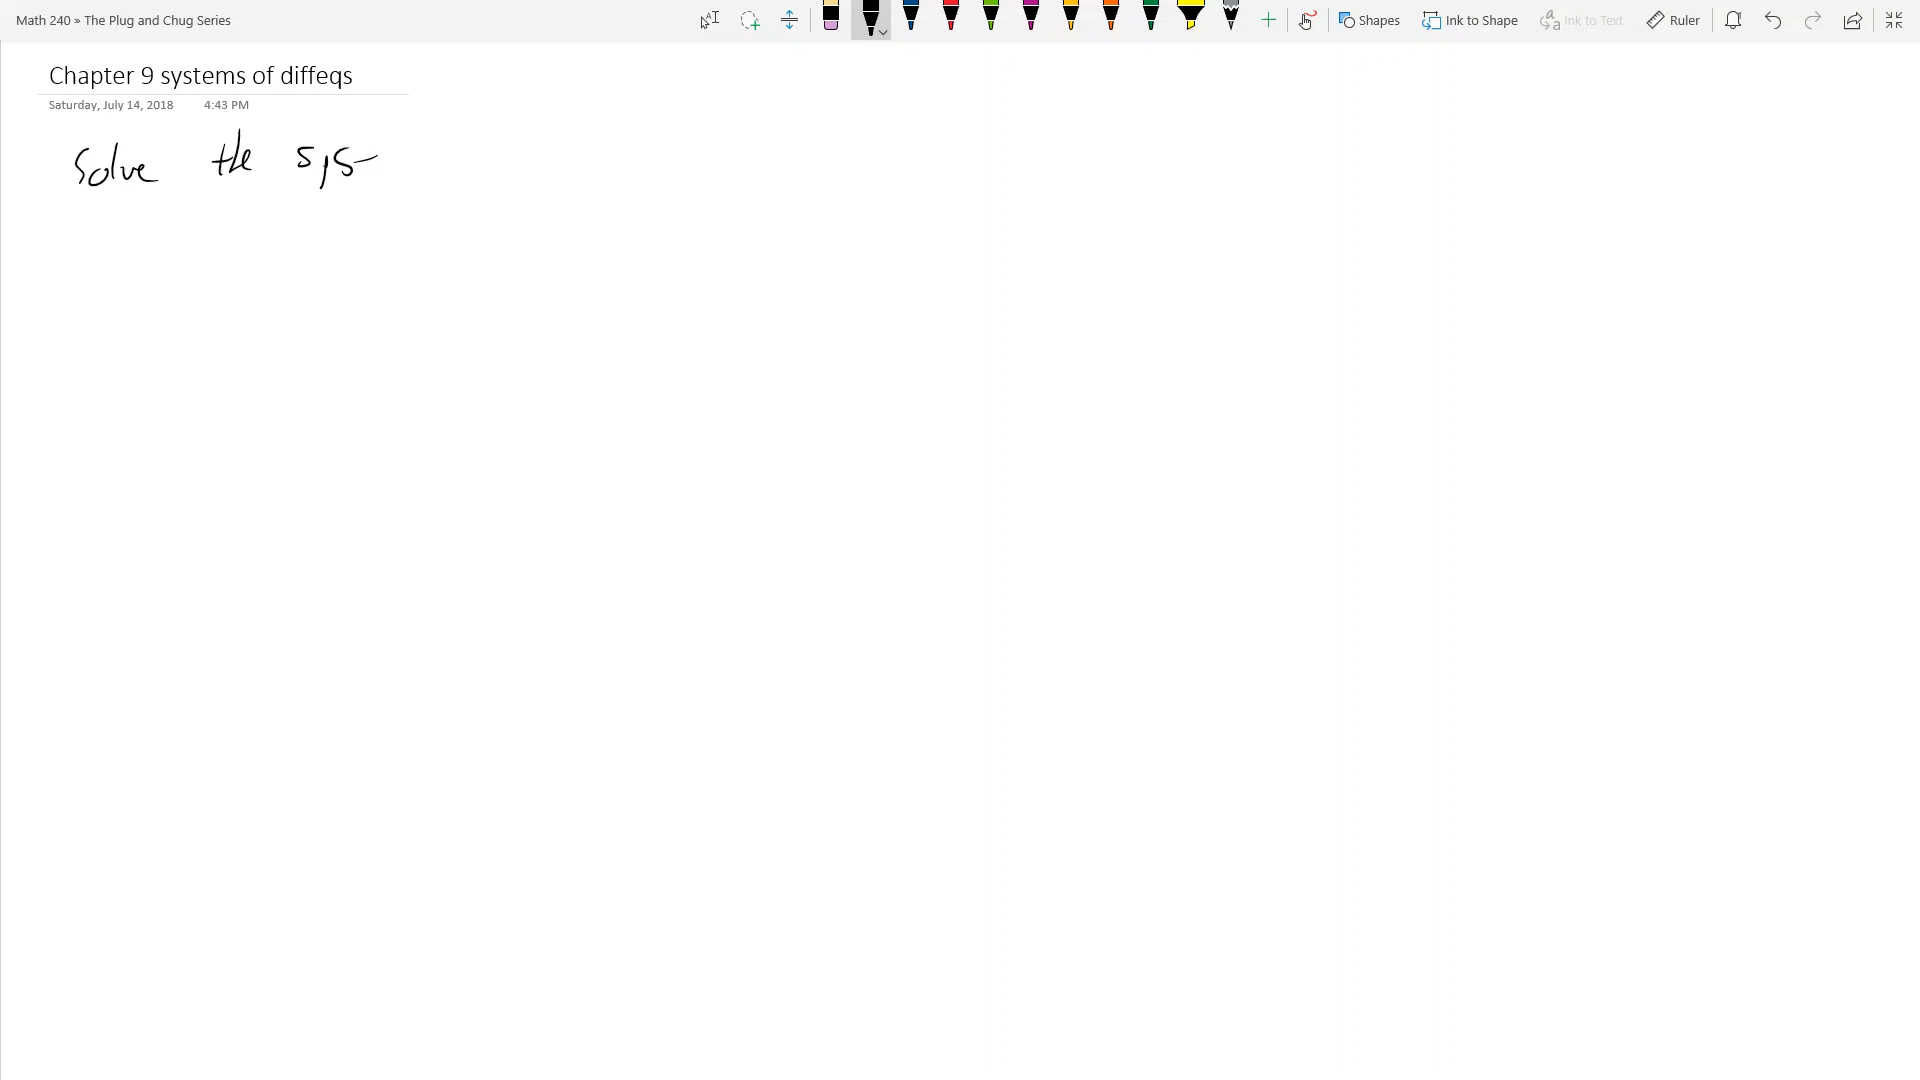 Math 240 » The Plug and Chug Series
Shapes
Ink to Shape
Ink to Text
Ruler
Chapter 9 systems of diffeqs
Saturday, July 14, 2018 4:43 PM
Solve the sys